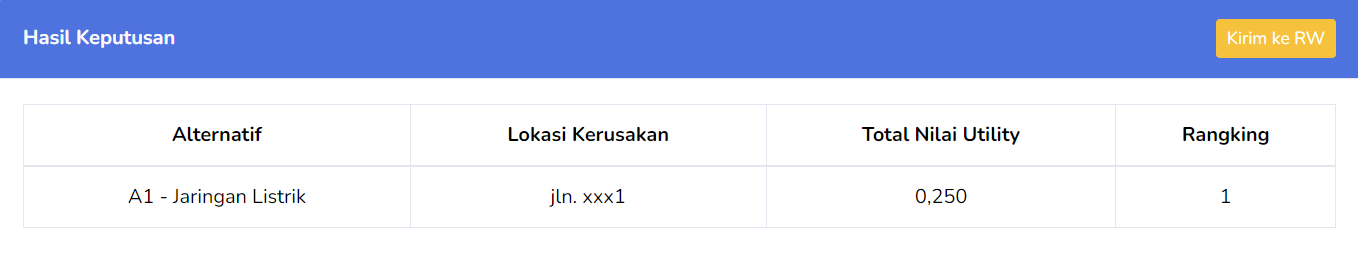 Hasil Keputusan
Kirim ke RW
Alternatif Lokasi Kerusakan Total Nilai Utility Rangking
A1 - Jaringan Listrik jln. xxx1 0,250 1